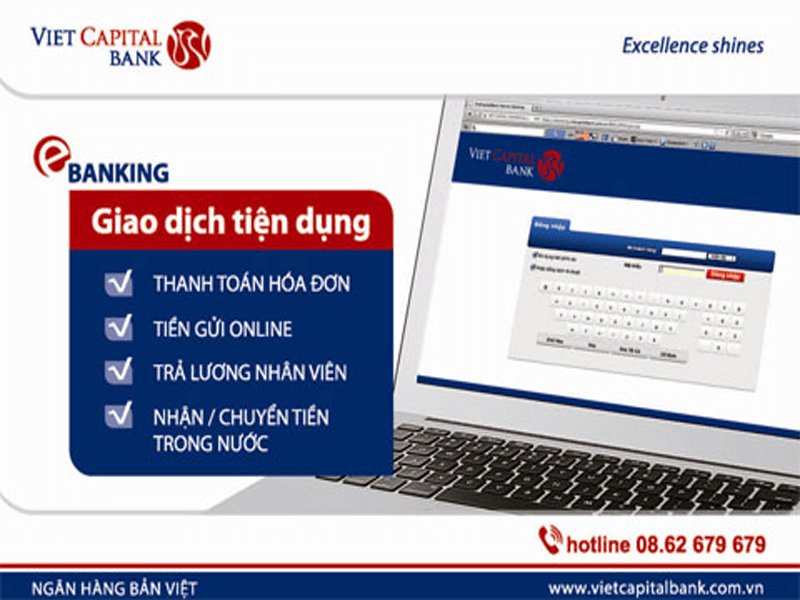 VIET CAPITAL
BANK
Excellence shines
e BANKING
Giao dịch tiện dụng
THANH TOÁN HÓA ĐƠN
TIỀN GỬI ONLINE
TRẢ LƯƠNG NHÂN VIÊN
NHẬN / CHUYỂN TIỀN
TRONG NƯỚC
VIET CAPITAL
BANK
Đăng nhập
Đăng nhập
hotline 08.62 679 679
NGÂN HÀNG BẢN VIỆT
www.vietcapitalbank.com.vn